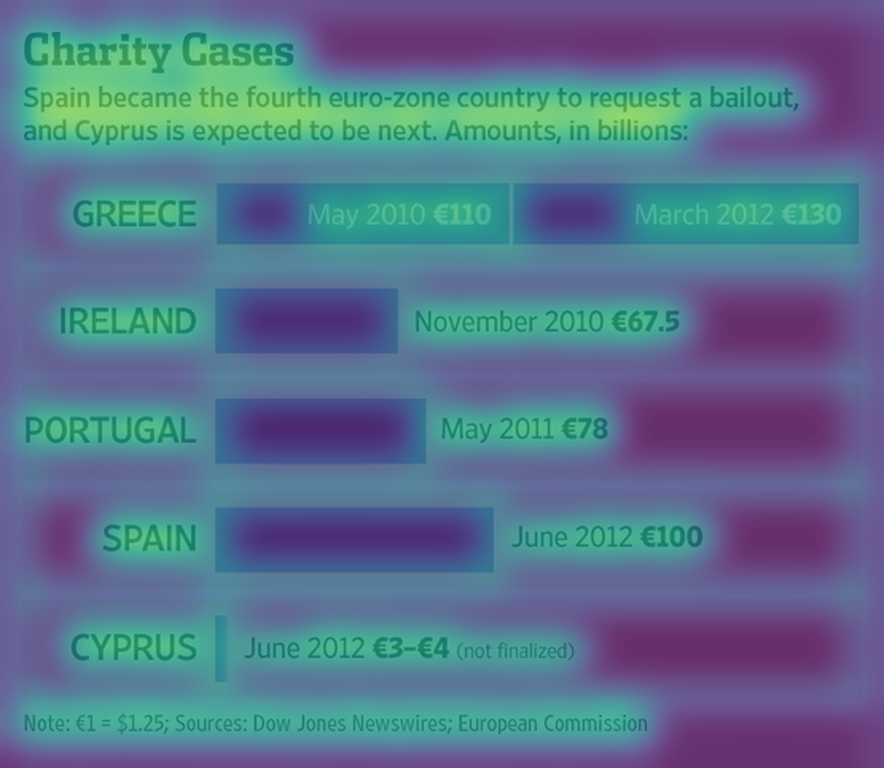 Charity Cases
Spain became the fourth euro-zone country to request a bailout,
and Cyprus is expected to be next. Amounts, in billions:
GREECE May 2010 €110 March 2012 €130
IRELAND November 2010 €67.5
PORTUGAL May 2011 €78
SPAIN June 2012 €100
CYPRUS June 2012 €3–€4 (not finalized)
Note: €1 = $1.25; Sources: Dow Jones Newswires; European Commission